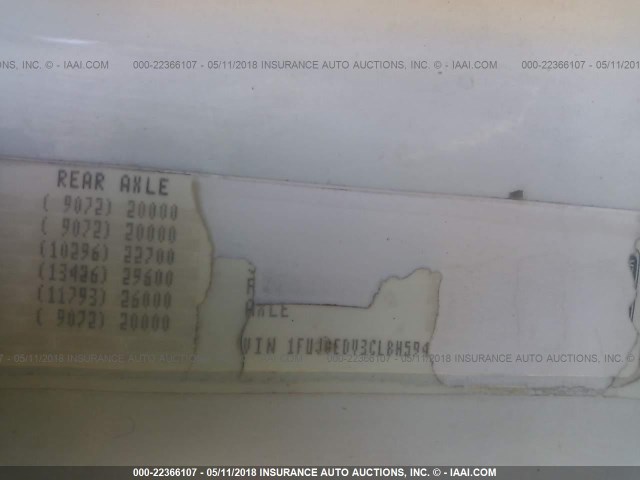 NS, INC. © - IAAI.COM 000-22366107 - 05/11/2018 INSURANCE AUTO AUCTIONS, INC. © - IAAI.COM 000-22366107 - 05/11/2018 INSURANCE A
REAR AXLE
( 9072) 20000
( 9072) 20000
(10296) 22700
(13426) 29600
(11793) 26000
( 9072) 20000
AXLE
VIN
000-22366107 - 05/11/2018 INSURANCE AUTO AUCTIONS, INC. © - IAAI.COM